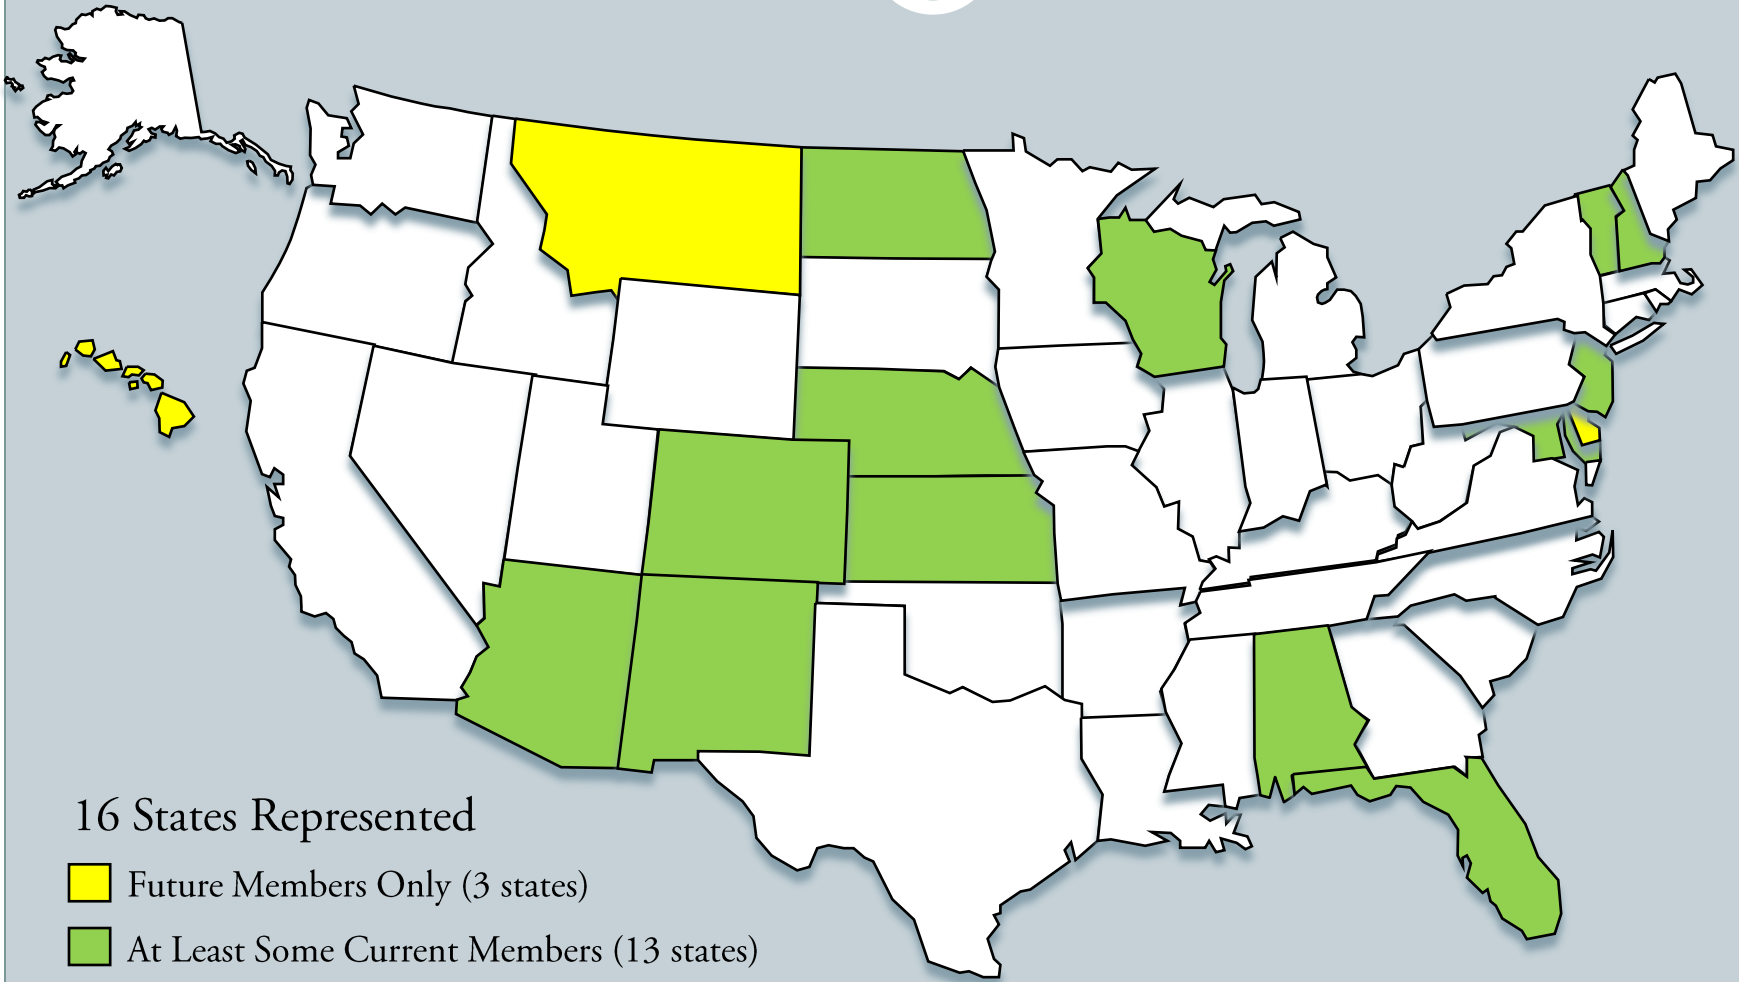 16 States Represented
Future Members Only (3 states)
At Least Some Current Members (13 states)